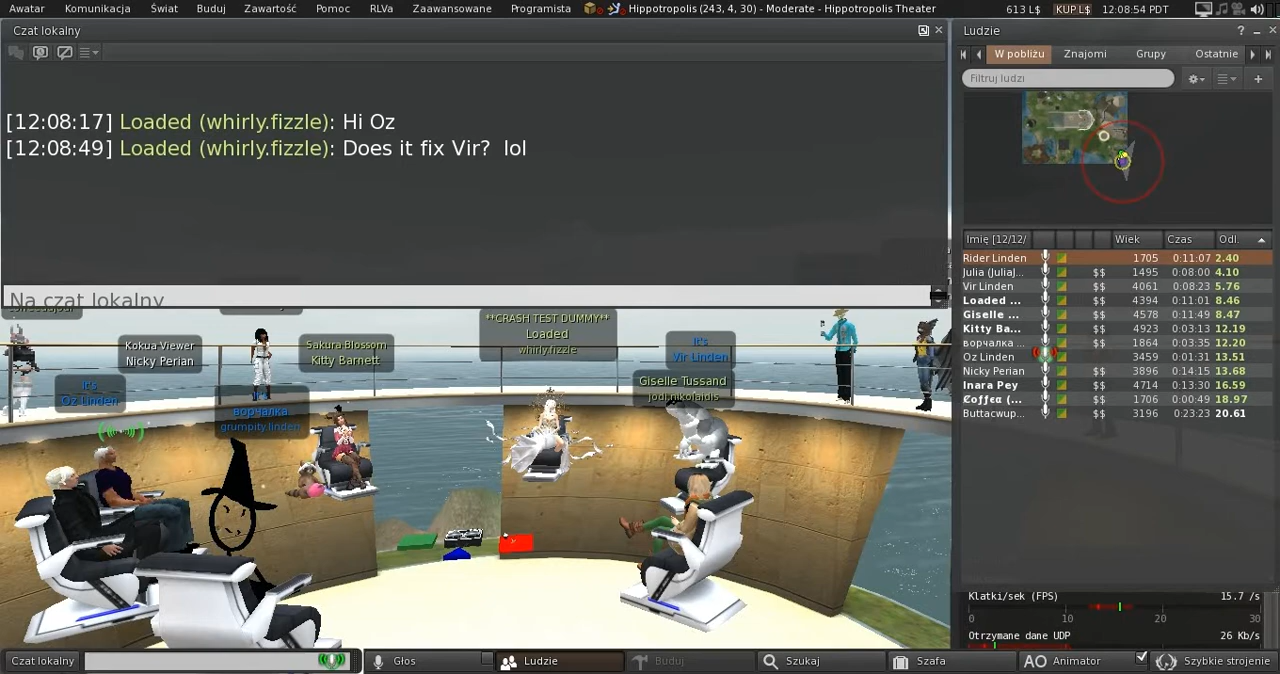 Awatar Komunikacja Świat Buduj Zawartość Pomoc RLVa Zaawansowane Programista Hippotropolis (243, 4, 30) - Moderate - Hippotropolis Theater 613 L$ KUP L$ 12:08:54 PDT
Czat lokalny
[12:08:17] Loaded (whirly.fizzle): Hi Oz
[12:08:49] Loaded (whirly.fizzle): Does it fix Vir? lol
Na czat lokalny
**CRASH TEST DUMMY**
Loaded
whirly.fizzle
Kokua Viewer
Nicky Perian
Sakura Blossom
Kitty Barnett
It's
Vir Linden
Giselle Tussand
jodi.nikolaidis
It's
Oz Linden
ворчалка
grumpity.linden
Ludzie
W pobliżu Znajomi Grupy Ostatnie
Filtruj ludzi
Imię [12/12/ Wiek Czas Odl.
Rider Linden 1705 0:11:07 2.40
Julia (JuliaJ... $$ 1495 0:08:00 4.10
Vir Linden $$ 4061 0:08:23 5.76
Loaded ... $$ 4394 0:11:01 8.46
Giselle ... $$ 4578 0:11:49 8.47
Kitty Ba... $$ 4923 0:03:13 12.19
ворчалка ... $$ 1864 0:03:35 12.20
Oz Linden 3459 0:01:31 13.51
Nicky Perian $$ 3896 0:14:15 13.68
Inara Pey $$ 4714 0:13:30 16.59
$$ 1706 0:00:49 18.97
Buttacwup... $$ 3196 0:23:23 20.61
Klatki/sek (FPS) 15.7 /s
0 10 20 30
Otrzymane dane UDP 26 Kb/s
Czat lokalny Głos Ludzie Buduj Szukaj Szafa AO Animator Szybkie strojenie